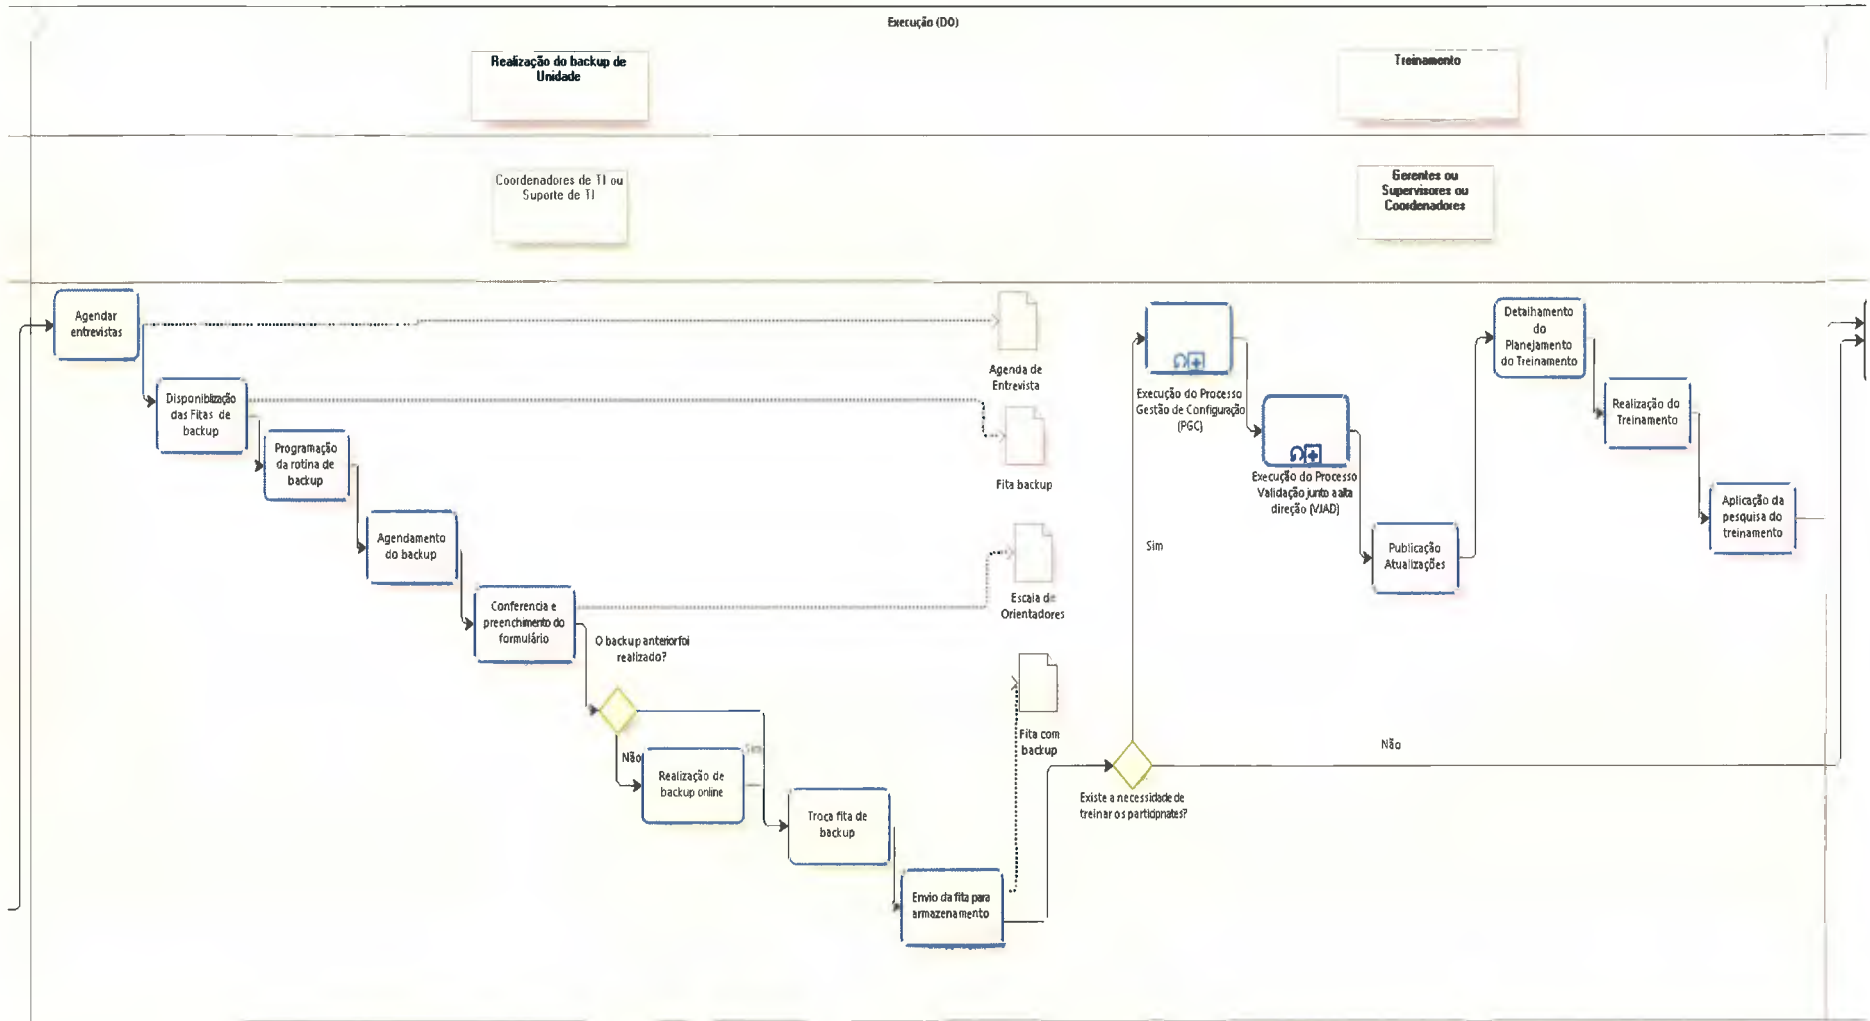 Execução (DO)
Realização do backup de
Unidade
Treinamento
Coordenadores de TI ou
Suporte de TI
Gerentes ou
Supervisores ou
Coordenadores
Agendar
entrevistas
Agenda de
Entrevista
Disponiblização
das Fitas de
backup
Fita backup
Programação
da rotina de
backup
Agendamento
do backup
Conferencia e
preenchimento do
formulário
Escala de
Orientadores
O backup anterior foi
realizado?
Não
Sim
Realização de
backup online
Troca fita de
backup
Envio da fita para
armazenamento
Fita com
backup
Existe a necessidade de
treinar os participnates?
Sim
Não
Execução do Processo
Gestão de Configuração
(PGC)
Execução do Processo
Validação junto a alta
direção (VJAD)
Publicação
Atualizações
Detalhamento
do
Planejamento
do Treinamento
Realização do
Treinamento
Aplicação da
pesquisa do
treinamento